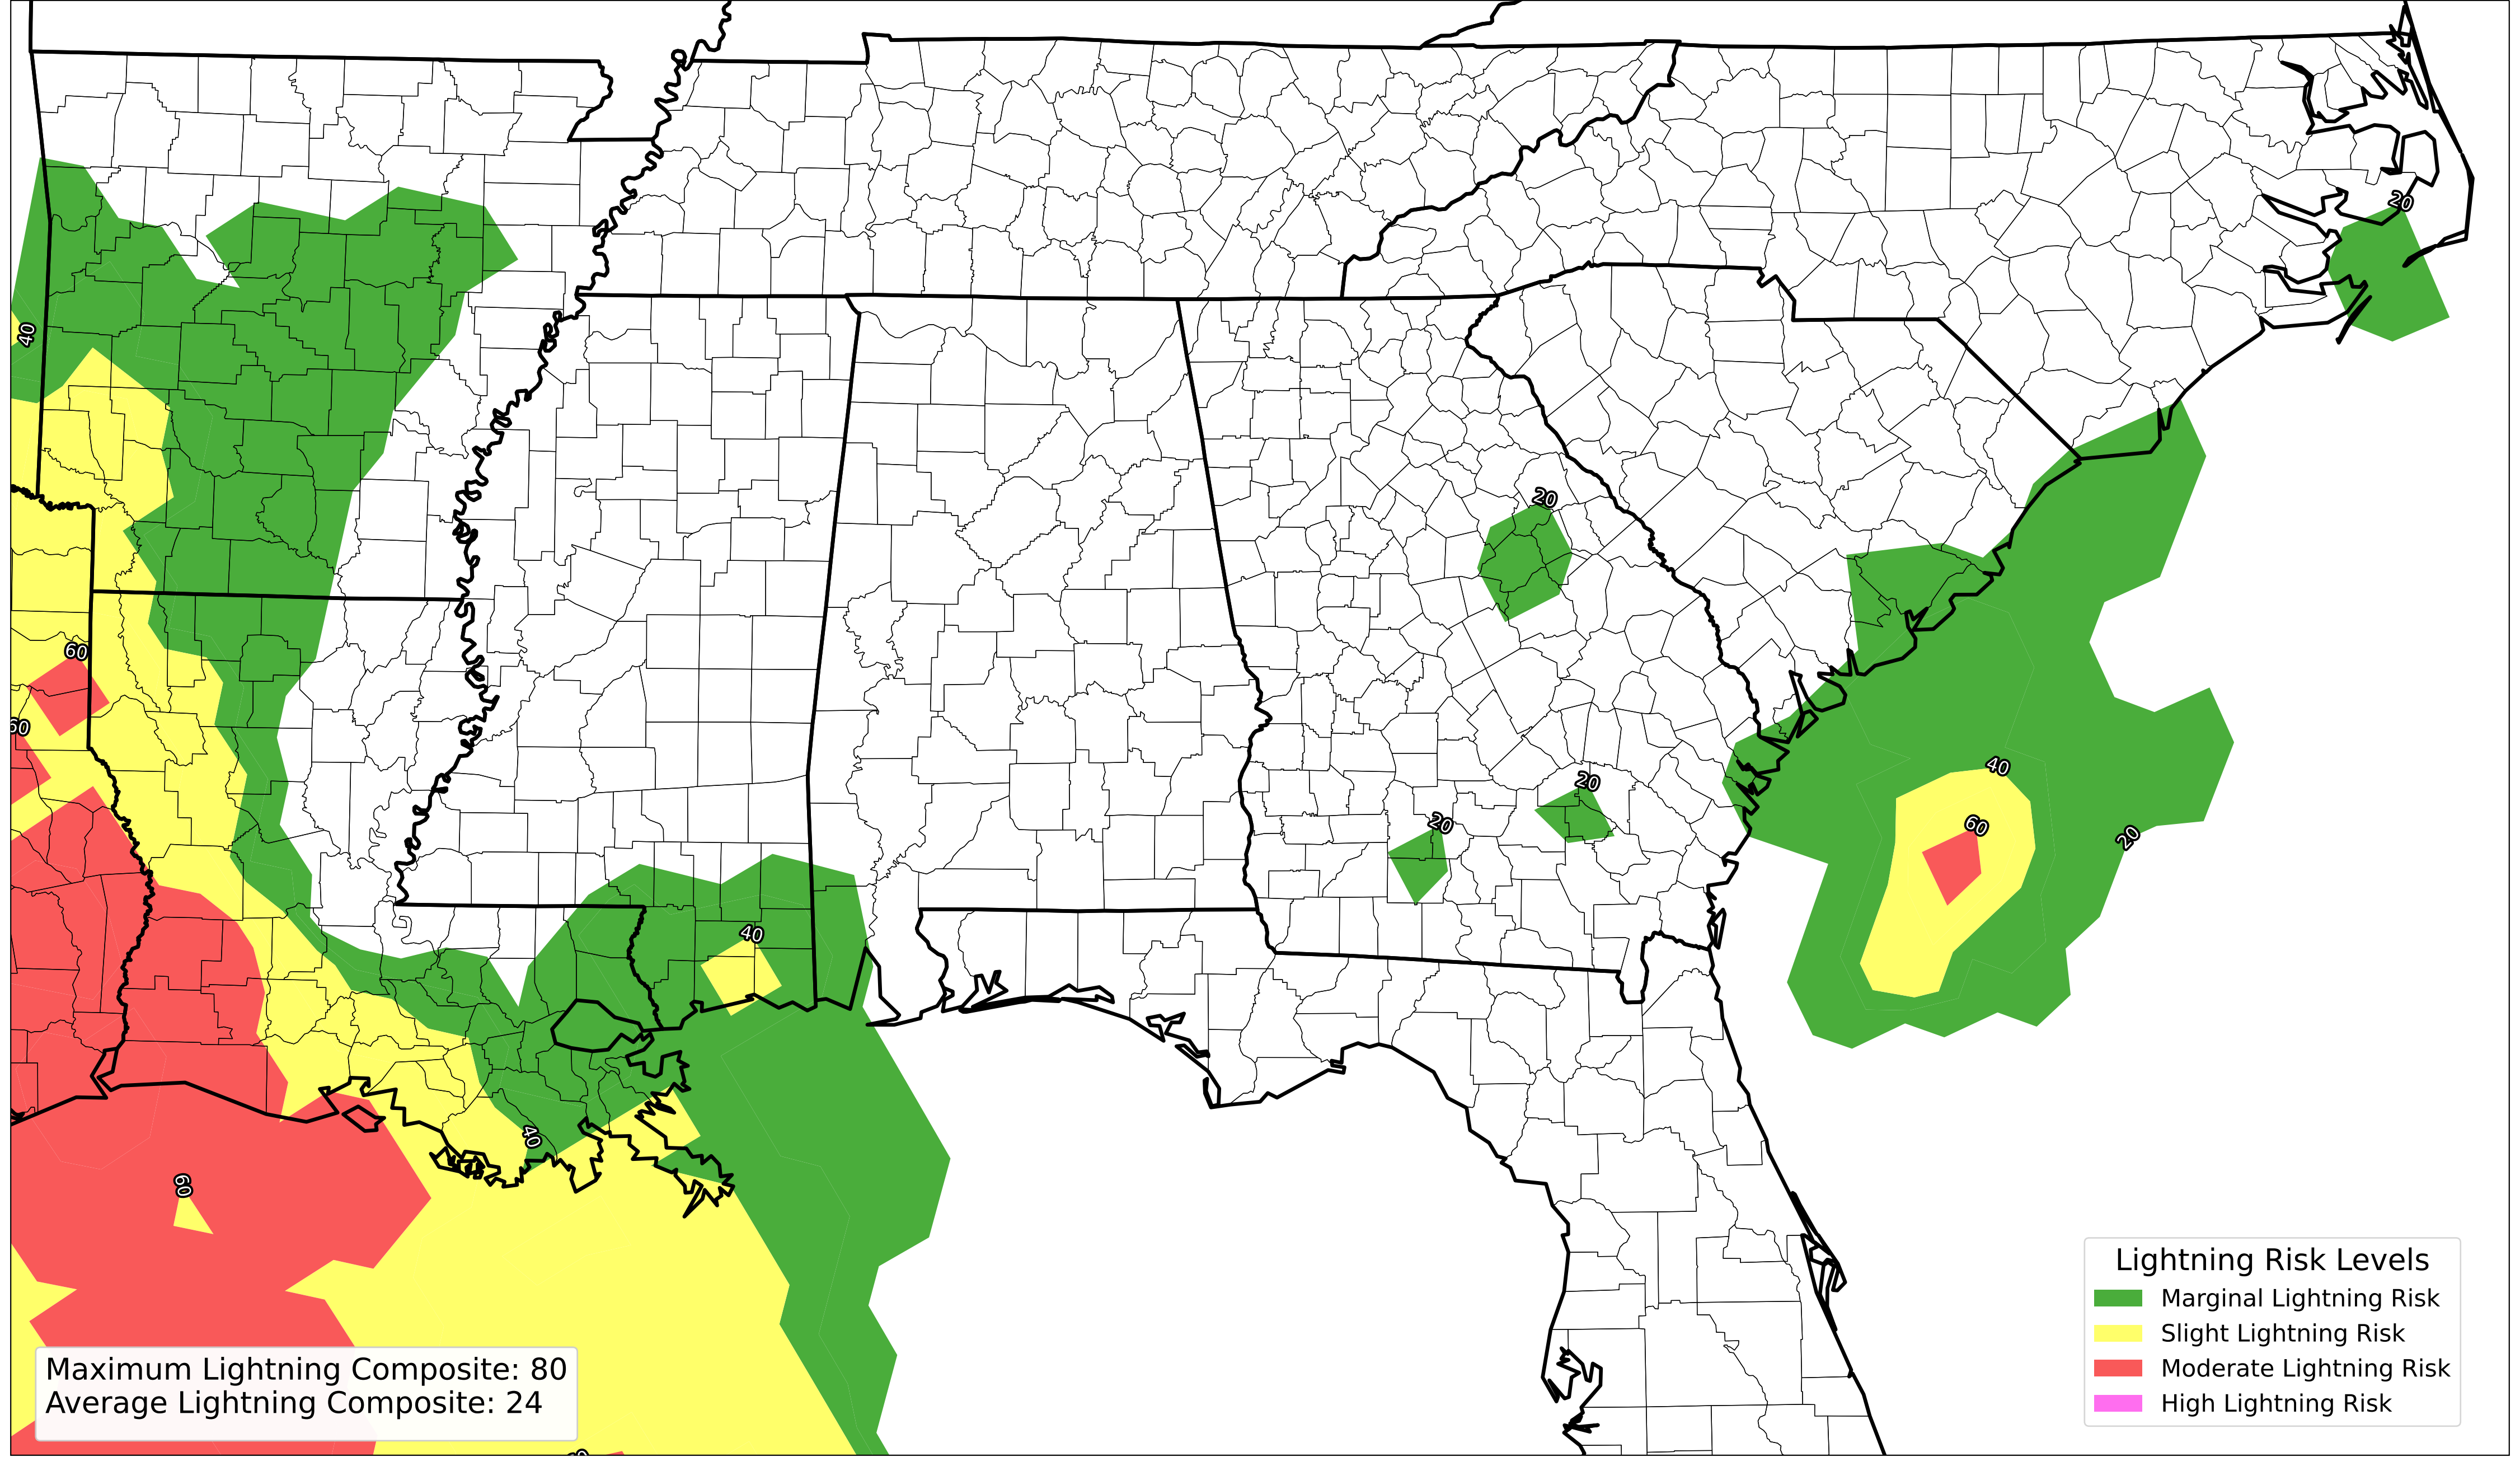 20
40
20
60
60
40
60
20
20
20
40
20
40
60
Lightning Risk Levels
Marginal Lightning Risk
Slight Lightning Risk
Moderate Lightning Risk
High Lightning Risk
Maximum Lightning Composite: 80
Average Lightning Composite: 24